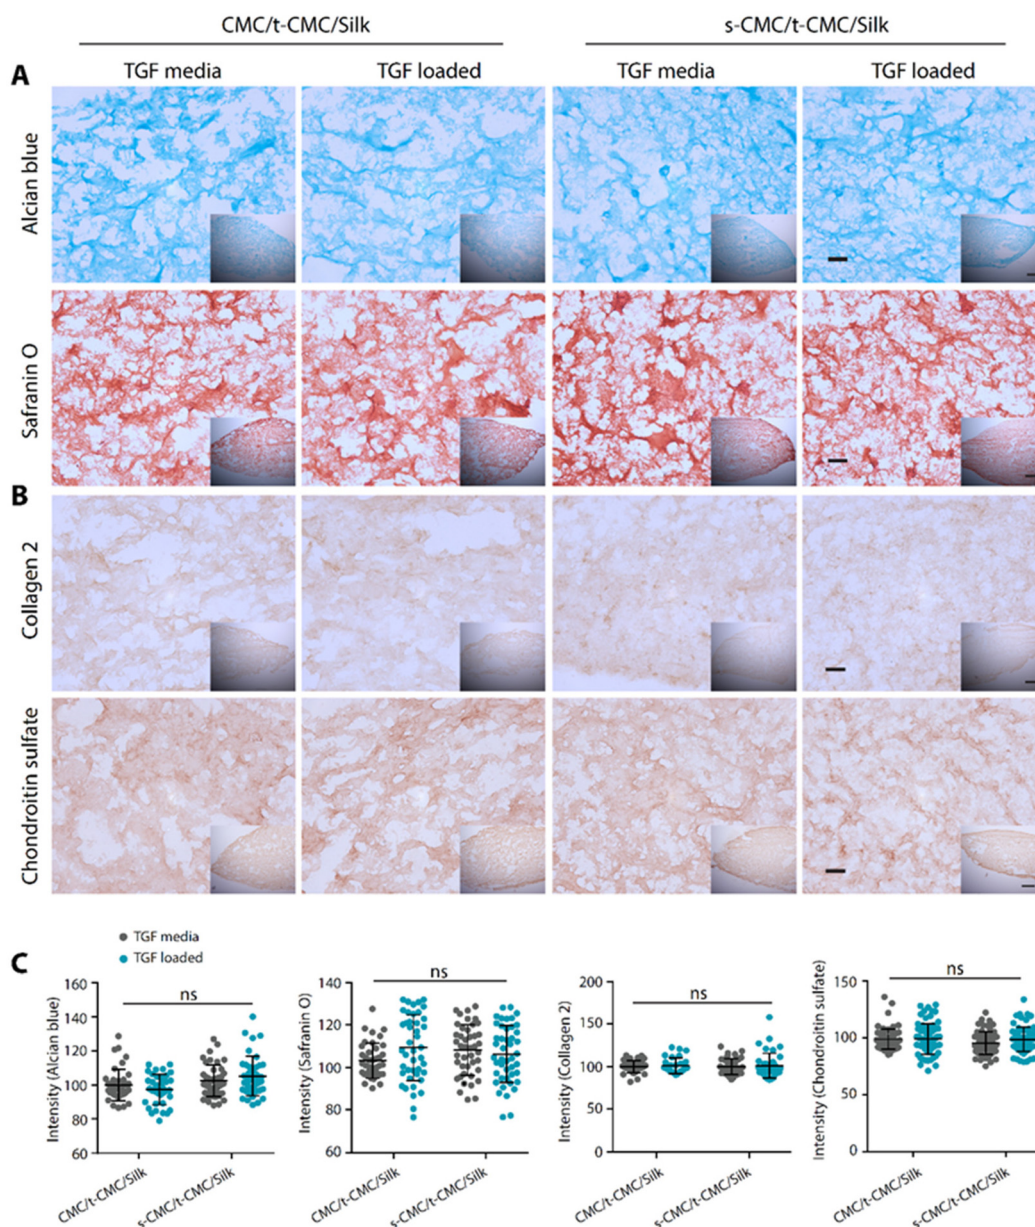 CMC/t-CMC/Silk
s-CMC/t-CMC/Silk
A
TGF media
TGF loaded
TGF media
TGF loaded
Alcian blue
Safranin O
B
Collagen 2
Chondroitin sulfate
C
TGF media
TGF loaded
Intensity (Alcian blue)
160
140
120
100
80
60
ns
CMC/t-CMC/Silk
s-CMC/t-CMC/Silk
Intensity (Safranin O)
140
120
100
80
60
ns
CMC/t-CMC/Silk
s-CMC/t-CMC/Silk
Intensity (Collagen 2)
200
150
100
50
0
ns
CMC/t-CMC/Silk
s-CMC/t-CMC/Silk
Intensity (Chondroitin sulfate)
150
100
50
0
ns
CMC/t-CMC/Silk
s-CMC/t-CMC/Silk